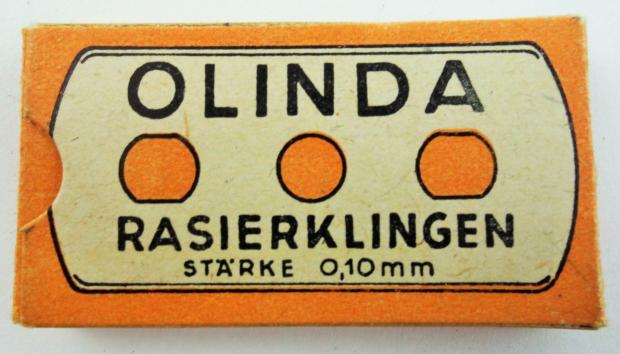 OLINDA
RASIERKLINGEN
STÄRKE 0,10mm